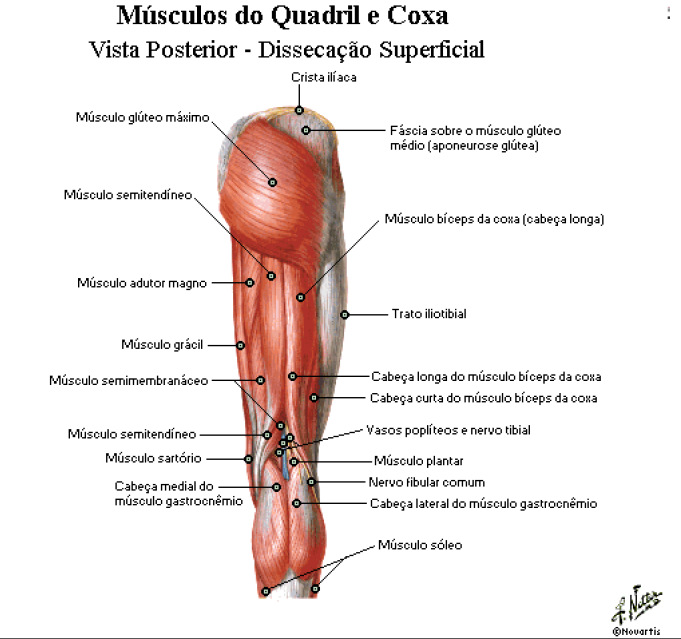 Músculos do Quadril e Coxa
Vista Posterior - Dissecação Superficial
Crista ilíaca
Músculo glúteo máximo
Fáscia sobre o músculo glúteo
médio (aponeurose glútea)
Músculo semitendíneo
Músculo bíceps da coxa (cabeça longa)
Músculo adutor magno
Trato iliotibial
Músculo grácil
Músculo semimembranáceo
Cabeça longa do músculo bíceps da coxa
Cabeça curta do músculo bíceps da coxa
Músculo semitendíneo
Vasos poplíteos e nervo tibial
Músculo sartório
Músculo plantar
Cabeça medial do
músculo gastrocnêmio
Nervo fibular comum
Cabeça lateral do músculo gastrocnêmio
Músculo sóleo
F. Netter
©Novartis